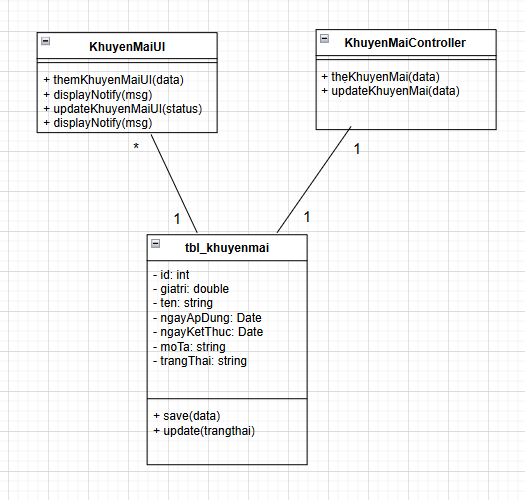 KhuyenMaiUI
+ themKhuyenMaiUI(data)
+ displayNotify(msg)
+ updateKhuyenMaiUI(status)
+ displayNotify(msg)
KhuyenMaiController
+ theKhuyenMai(data)
+ updateKhuyenMai(data)
*
1
1
1
tbl_khuyenmai
- id: int
- giatri: double
- ten: string
- ngayApDung: Date
- ngayKetThuc: Date
- moTa: string
- trangThai: string
+ save(data)
+ update(trangthai)